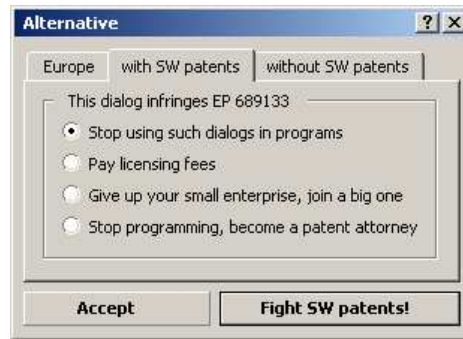 Alternative
Europe
with SW patents
without SW patents
This dialog infringes EP 689133
Stop using such dialogs in programs
Pay licensing fees
Give up your small enterprise, join a big one
Stop programming, become a patent attorney
Accept
Fight SW patents!